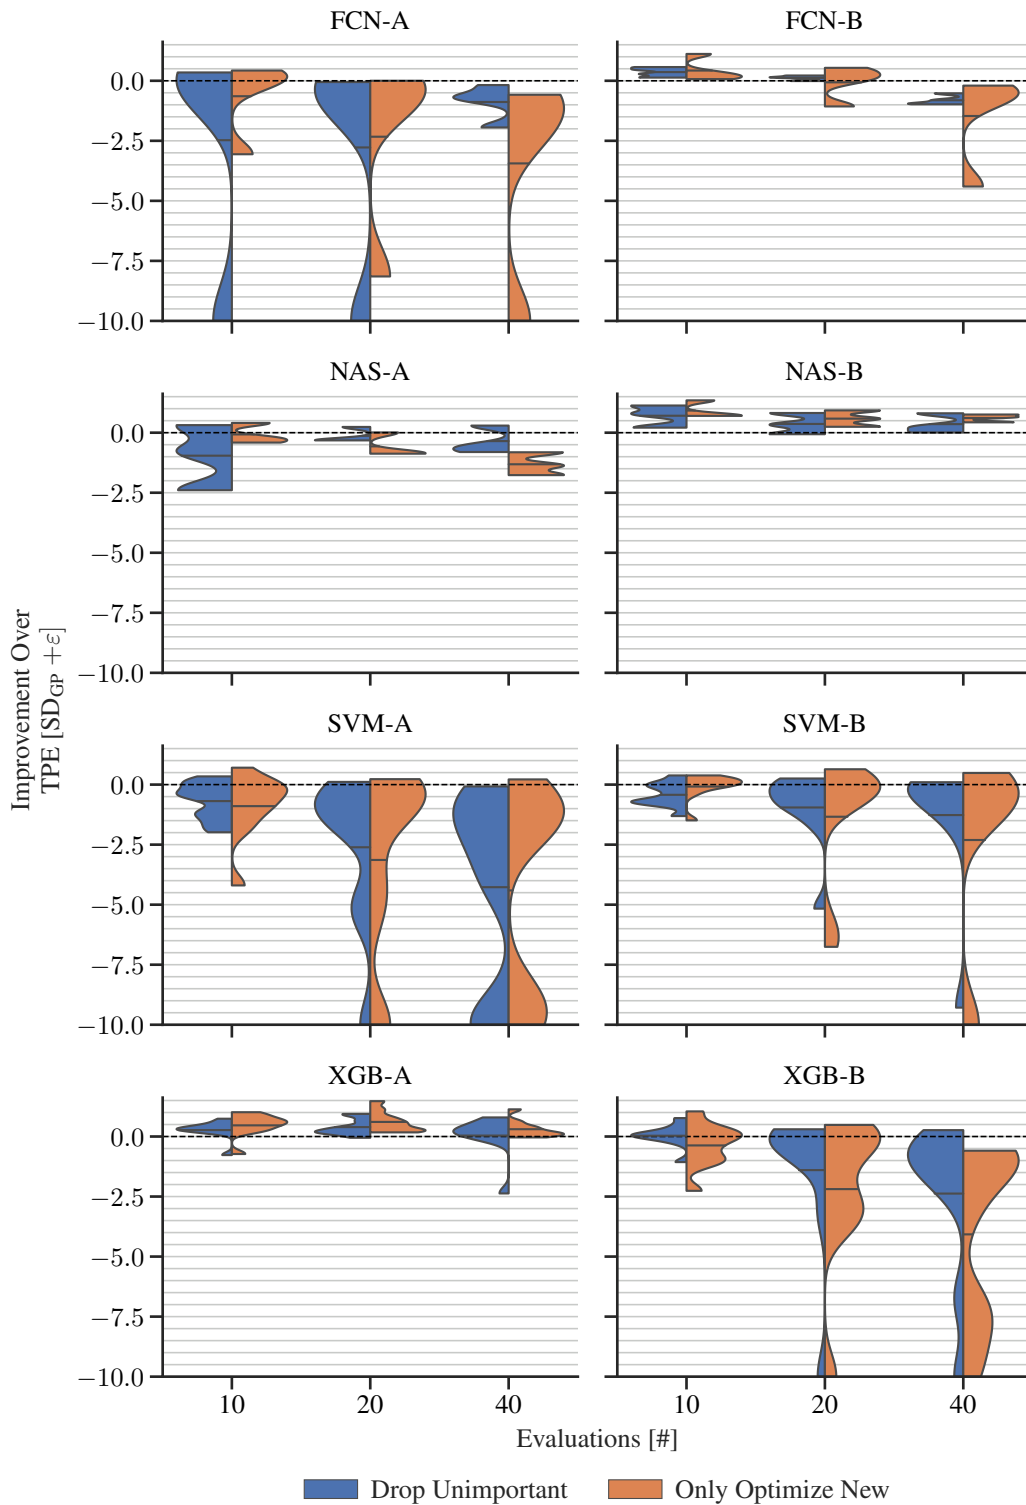 FCN-A
FCN-B
0.0
−2.5
−5.0
−7.5
−10.0
NAS-A
NAS-B
0.0
−2.5
−5.0
−7.5
−10.0
Improvement Over
TPE [SD_GP +ε]
SVM-A
SVM-B
0.0
−2.5
−5.0
−7.5
−10.0
XGB-A
XGB-B
0.0
−2.5
−5.0
−7.5
−10.0
10 20 40 10 20 40
Evaluations [#]
Drop Unimportant Only Optimize New